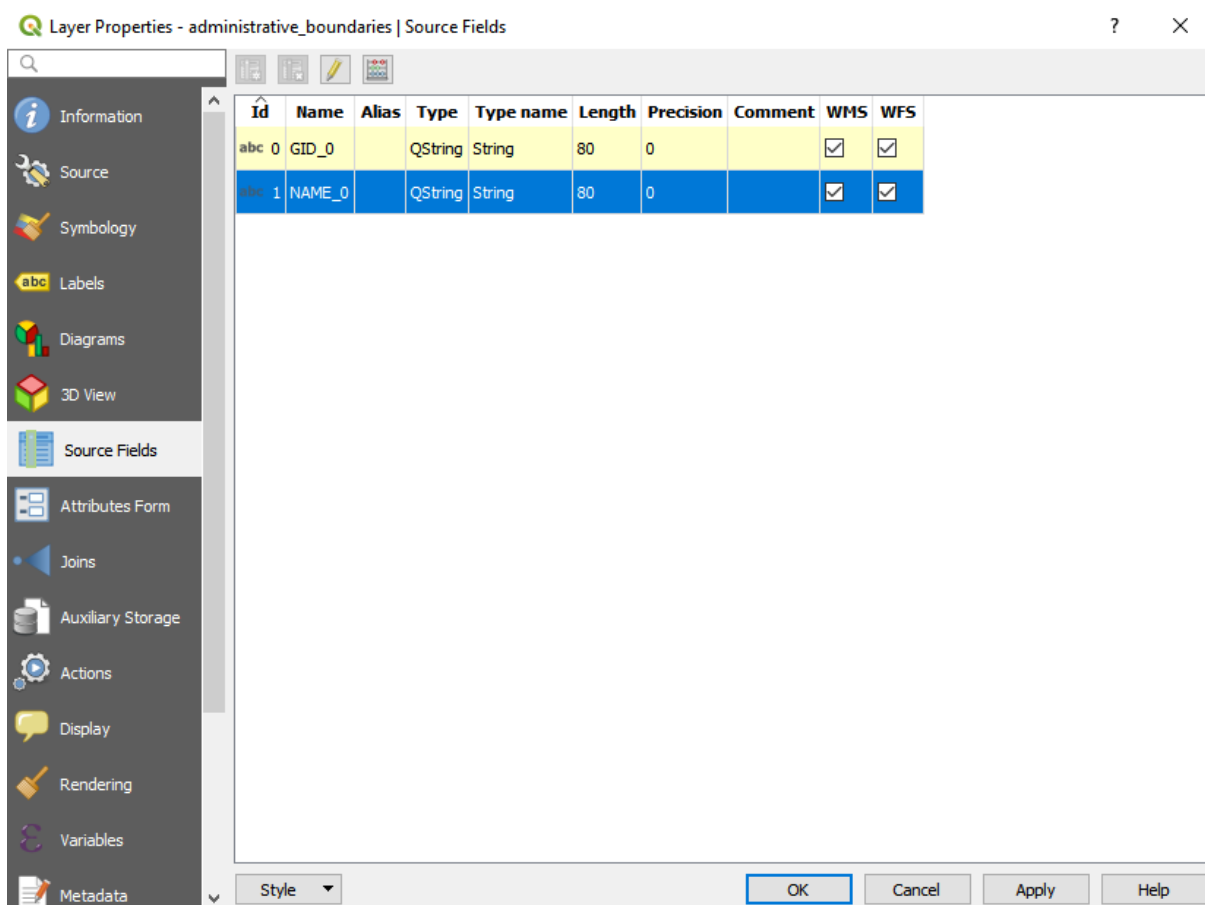 Layer Properties - administrative_boundaries | Source Fields ?
Information
Source
Symbology
abc Labels
Diagrams
3D View
Source Fields
Attributes Form
Joins
Auxiliary Storage
Actions
Display
Rendering
Variables
Metadata
Id Name Alias Type Type name Length Precision Comment WMS WFS
abc 0 GID_0 QString String 80 0
abc 1 NAME_0 QString String 80 0
Style OK Cancel Apply Help